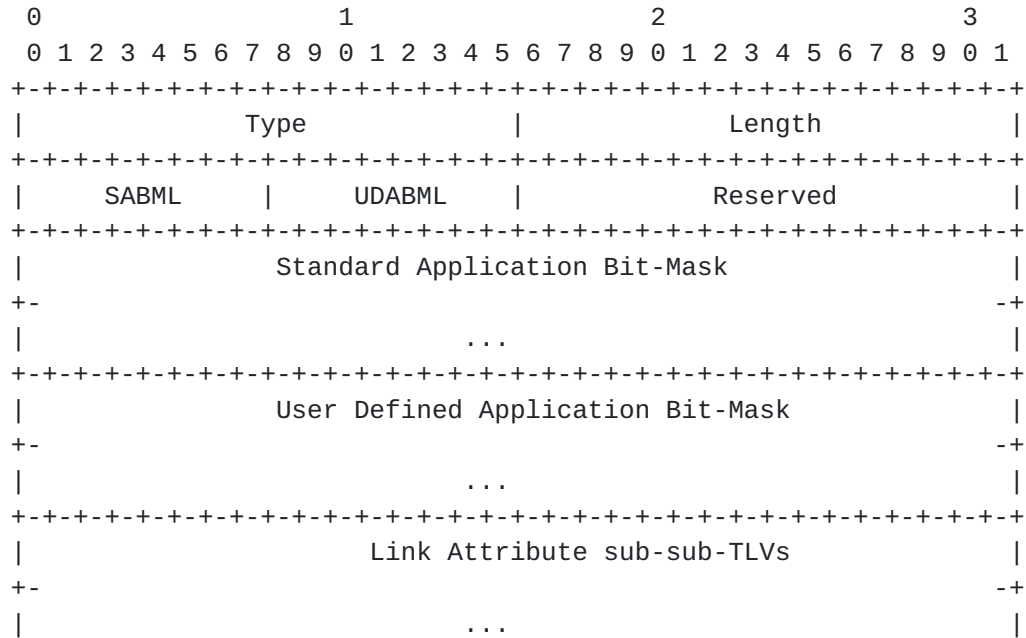 0                   1                   2                   3
 0 1 2 3 4 5 6 7 8 9 0 1 2 3 4 5 6 7 8 9 0 1 2 3 4 5 6 7 8 9 0 1
+-+-+-+-+-+-+-+-+-+-+-+-+-+-+-+-+-+-+-+-+-+-+-+-+-+-+-+-+-+-+-+-+
|              Type             |             Length            |
+-+-+-+-+-+-+-+-+-+-+-+-+-+-+-+-+-+-+-+-+-+-+-+-+-+-+-+-+-+-+-+-+
|     SABML     |     UDABML    |            Reserved           |
+-+-+-+-+-+-+-+-+-+-+-+-+-+-+-+-+-+-+-+-+-+-+-+-+-+-+-+-+-+-+-+-+
|                Standard Application Bit-Mask                  |
+-                                                             -+
|                            ...                                |
+-+-+-+-+-+-+-+-+-+-+-+-+-+-+-+-+-+-+-+-+-+-+-+-+-+-+-+-+-+-+-+-+
|                User Defined Application Bit-Mask              |
+-                                                             -+
|                            ...                                |
+-+-+-+-+-+-+-+-+-+-+-+-+-+-+-+-+-+-+-+-+-+-+-+-+-+-+-+-+-+-+-+-+
|                      Link Attribute sub-sub-TLVs              |
+-                                                             -+
|                            ...                                |